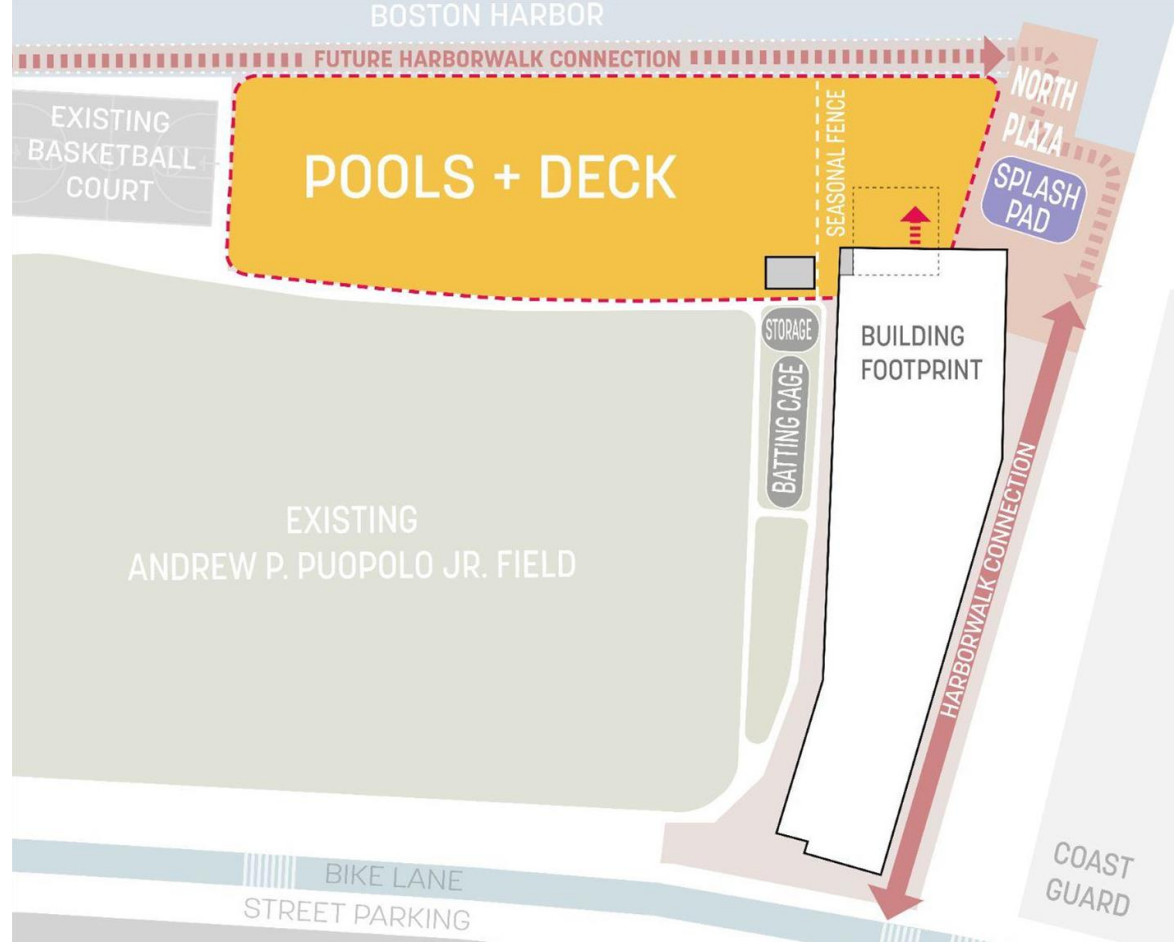 BOSTON HARBOR
FUTURE HARBORWALK CONNECTION
NORTH
PLAZA
EXISTING
BASKETBALL
COURT
POOLS + DECK
SEASONAL FENCE
SPLASH
PAD
STORAGE
BUILDING
FOOTPRINT
BATTING CAGE
HARBORWALK CONNECTION
EXISTING
ANDREW P. PUOPOLO JR. FIELD
COAST
GUARD
BIKE LANE
STREET PARKING